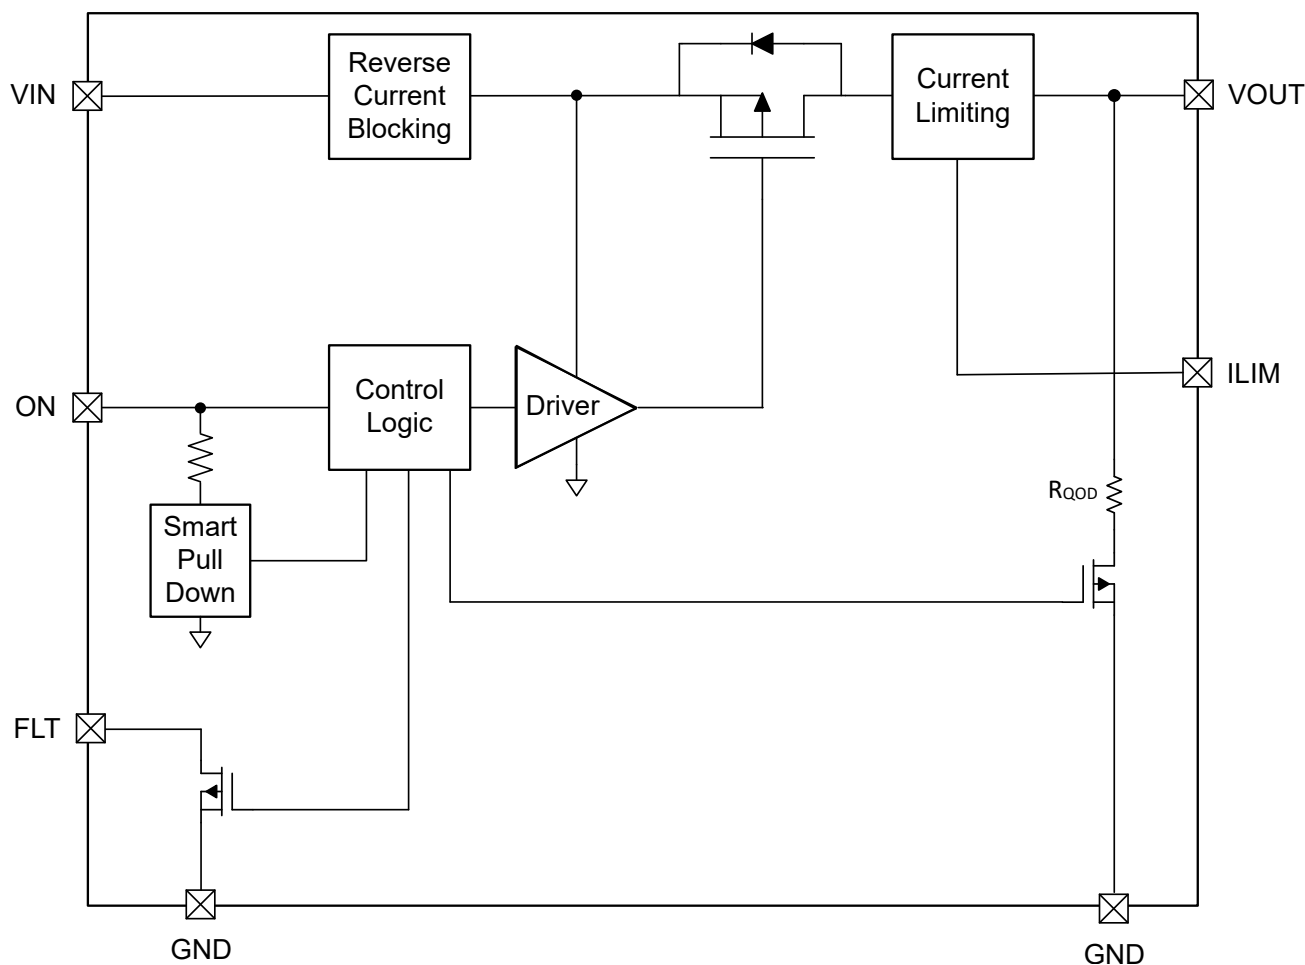 VIN
Reverse
Current
Blocking
Current
Limiting
VOUT
ON
Control
Logic
Driver
ILIM
RQOD
Smart
Pull
Down
FLT
GND
GND